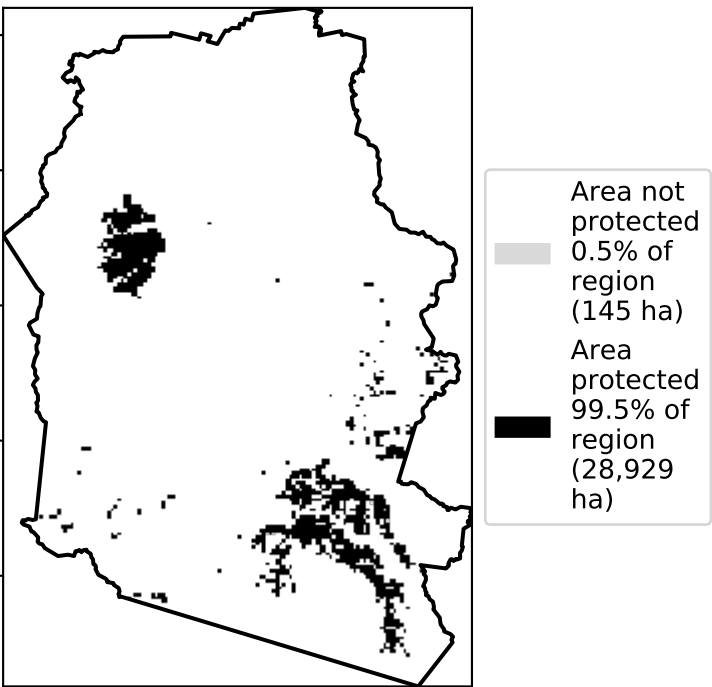 Area not
protected
0.5% of
region
(145 ha)
Area
protected
99.5% of
region
(28,929
ha)